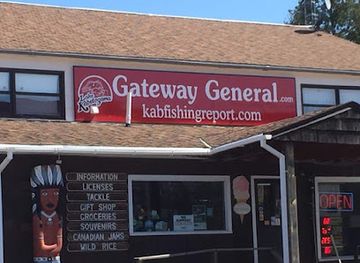 Gateway General.com
kabfishingreport.com
INFORMATION
LICENSES
TACKLE
GIFT SHOP
GROCERIES
SOUVENIRS
CANADIAN JAMS
WILD RICE
OPEN